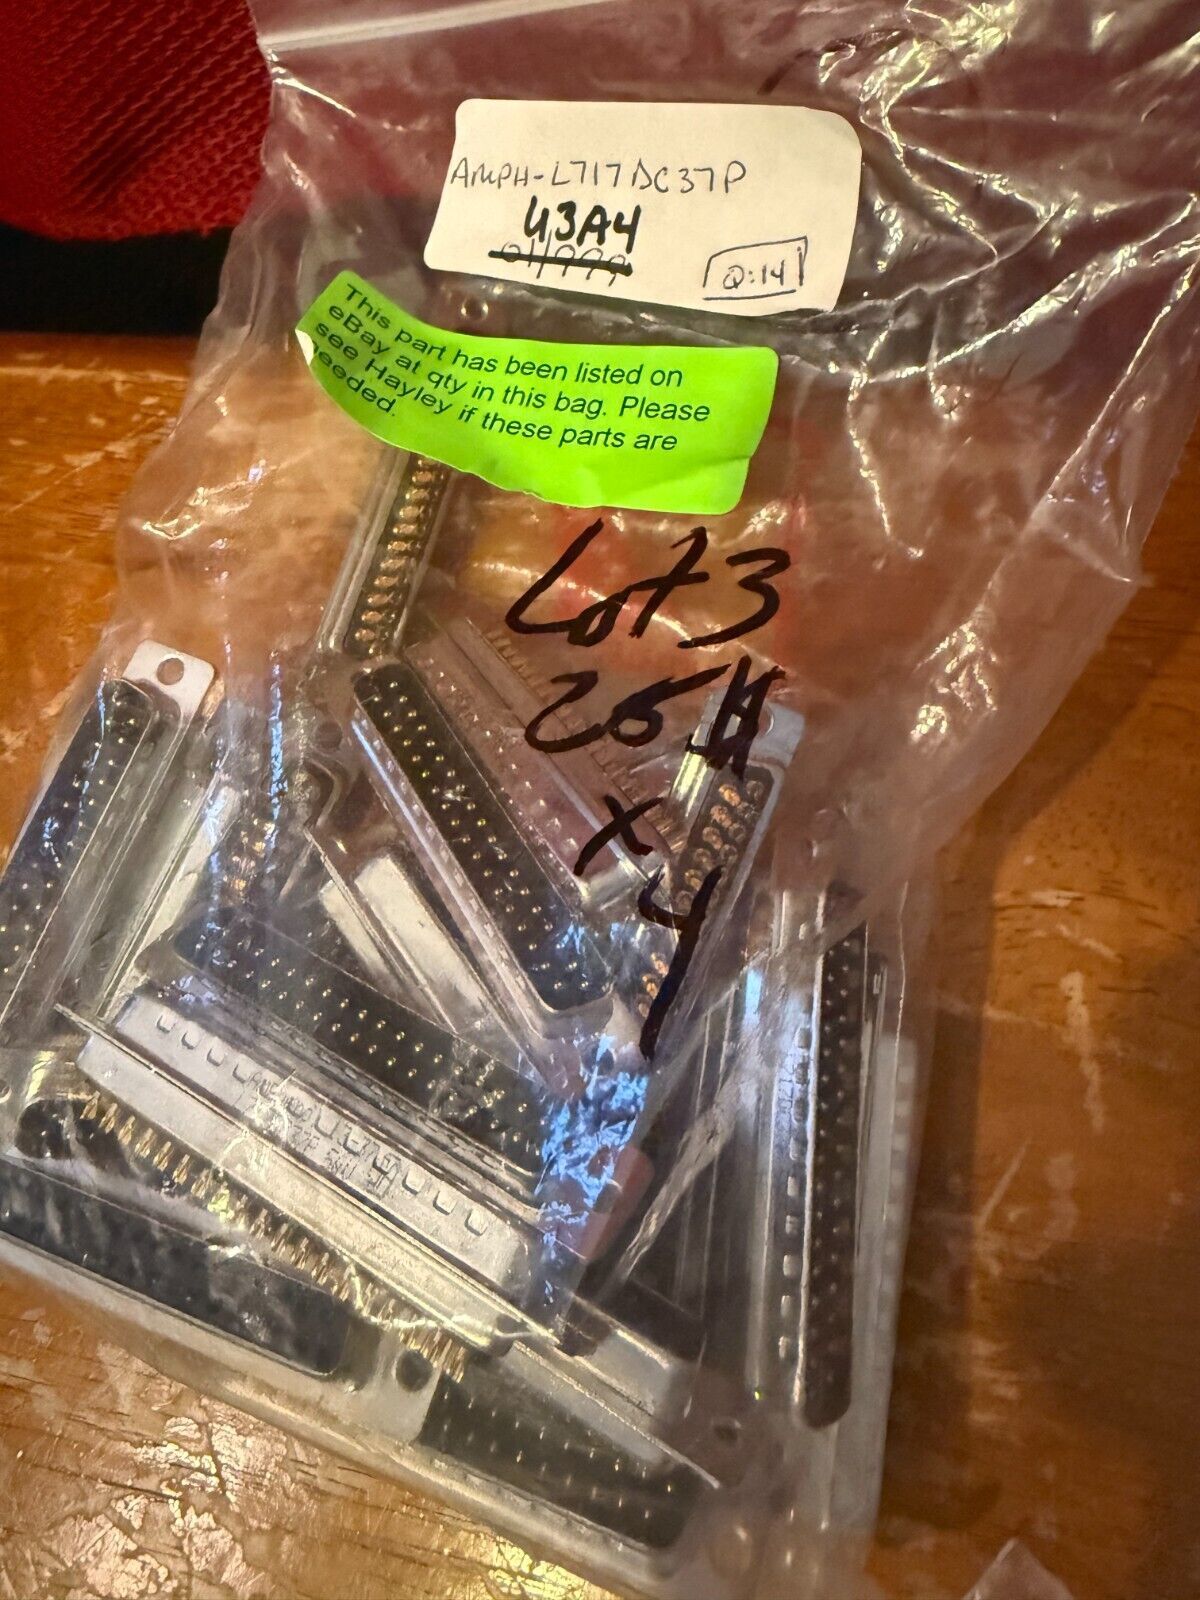 AMPH-L717DC37P
U3A4
Q:14
This part has been listed on
eBay at qty in this bag. Please
see Hayley if these parts are
needed.
Lot 3
26 #
x
4